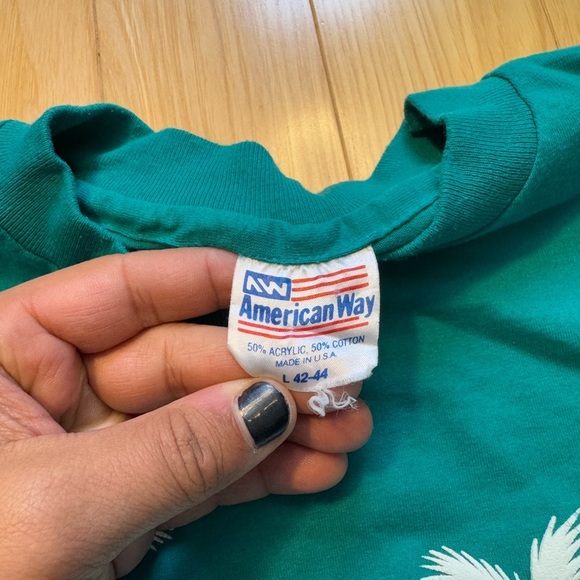 AW
American Way
50% ACRYLIC, 50% COTTON
MADE IN U.S.A.
L 42-44